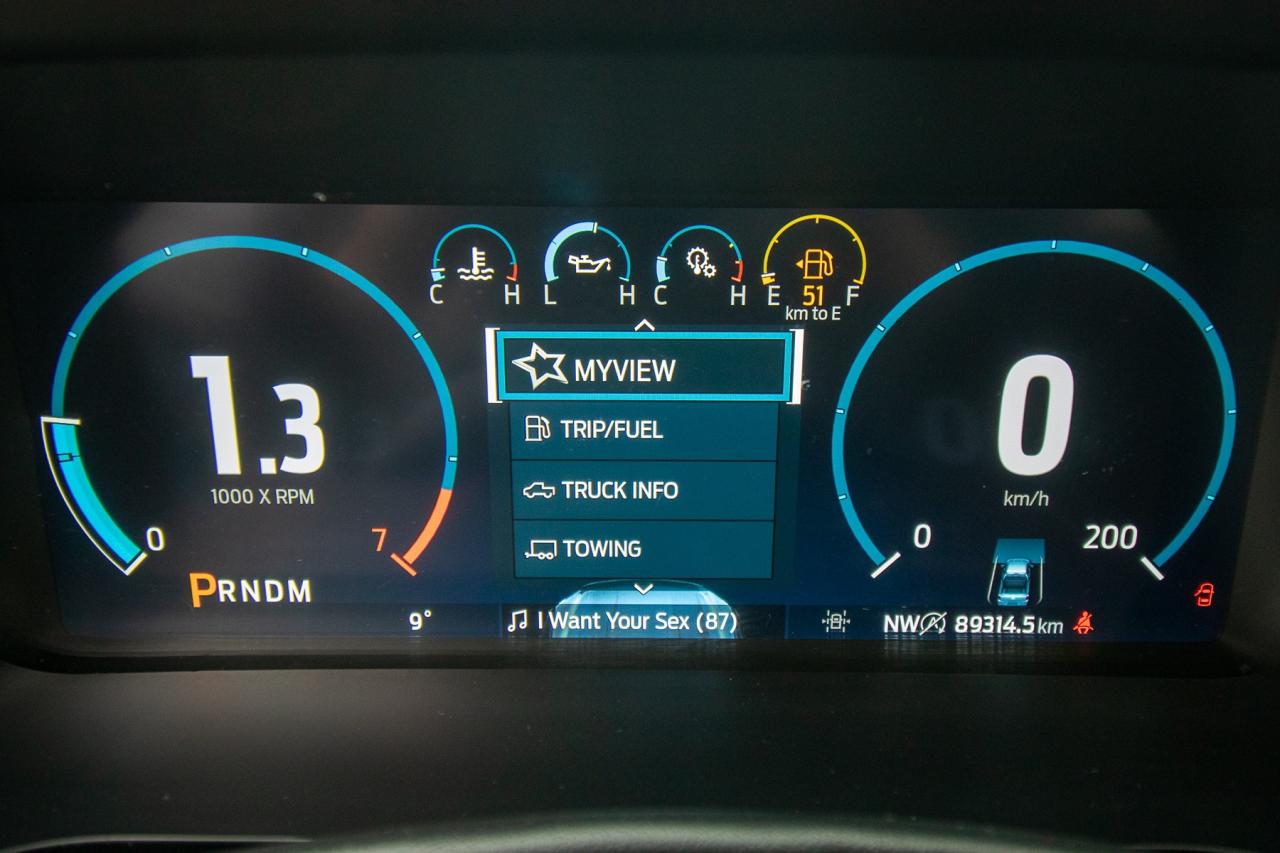 C H L H C H E 51 F
km to E
MYVIEW
1.3
1000 X RPM
0 7
PRNDM
TRIP/FUEL
TRUCK INFO
TOWING
0
km/h
0 200
9°
I Want Your Sex (87)
NW 89314.5 km